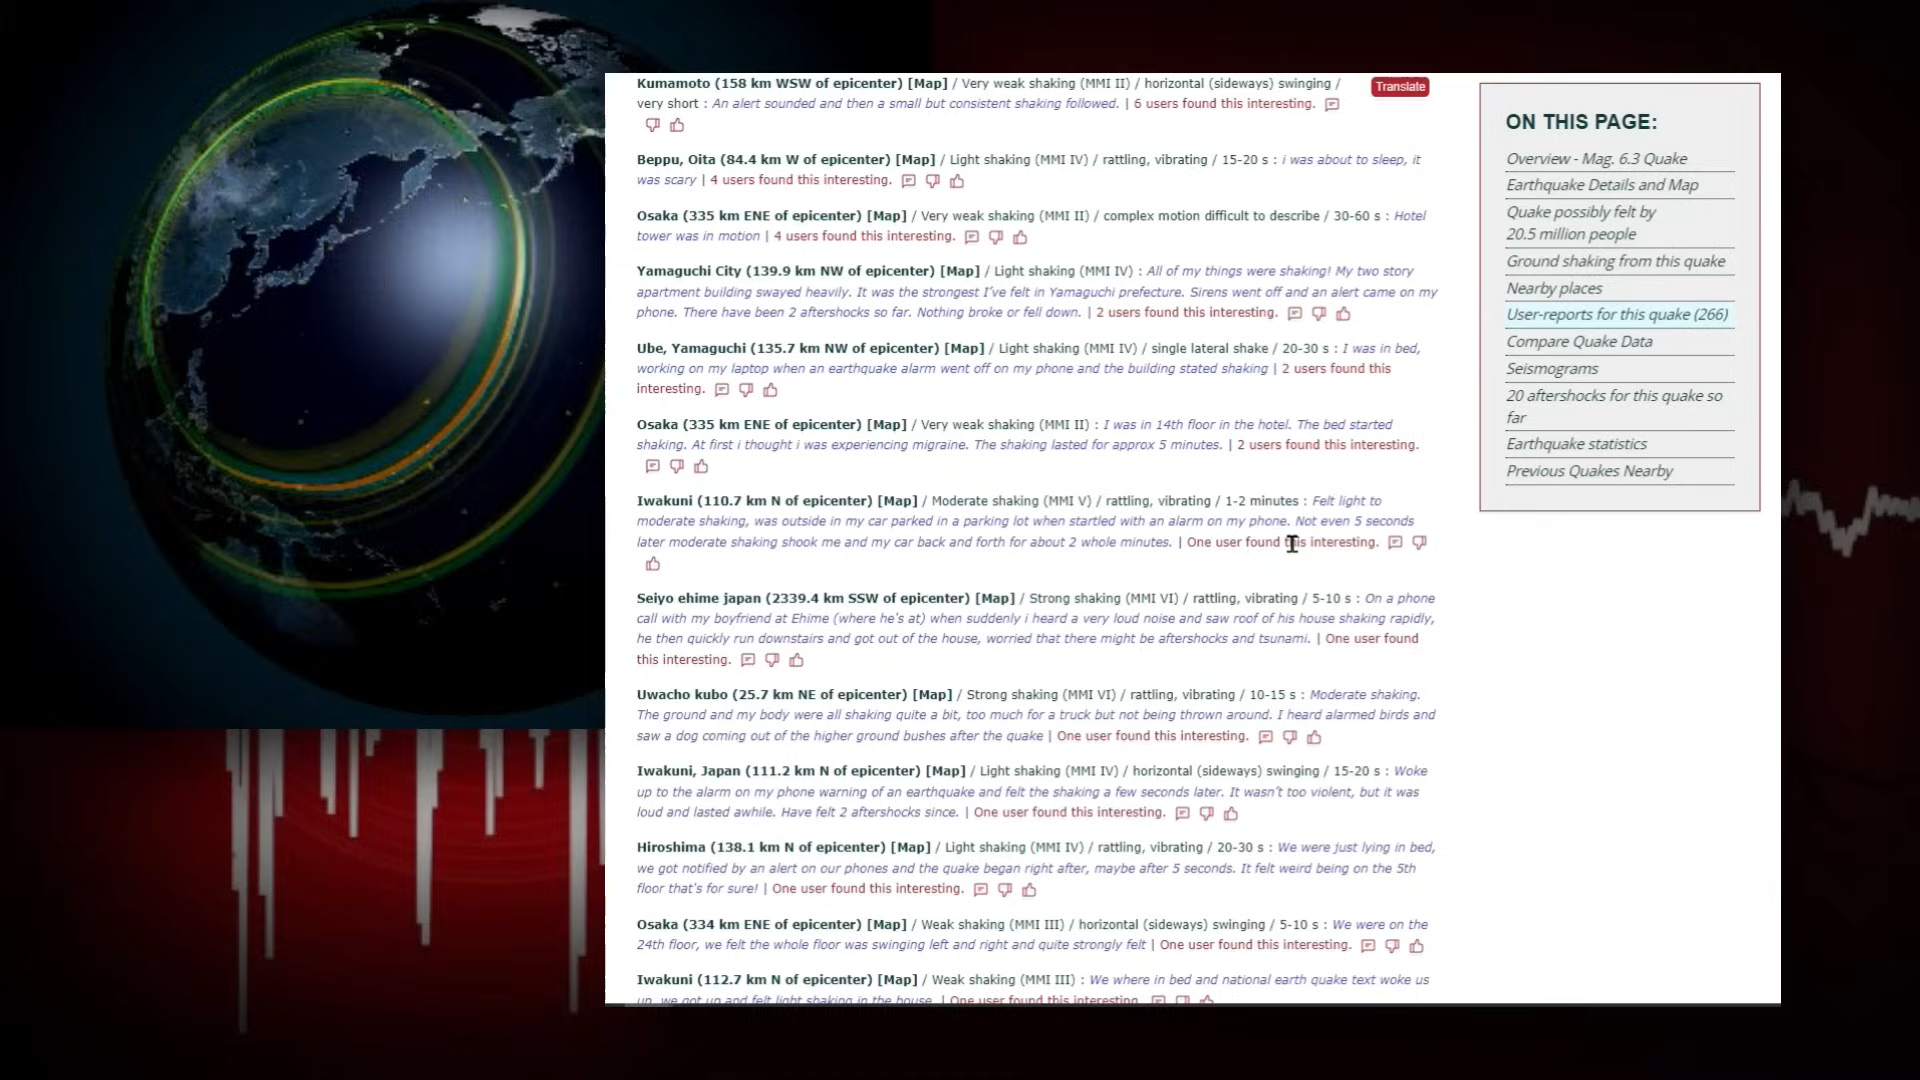 Kumamoto (158 km WSW of epicenter) [Map] / Very weak shaking (MMI II) / horizontal (sideways) swinging /
very short : An alert sounded and then a small but consistent shaking followed. | 6 users found this interesting.
Translate
Beppu, Oita (84.4 km W of epicenter) [Map] / Light shaking (MMI IV) / rattling, vibrating / 15-20 s : i was about to sleep, it
was scary | 4 users found this interesting.
Osaka (335 km ENE of epicenter) [Map] / Very weak shaking (MMI II) / complex motion difficult to describe / 30-60 s : Hotel
tower was in motion | 4 users found this interesting.
Yamaguchi City (139.9 km NW of epicenter) [Map] / Light shaking (MMI IV) : All of my things were shaking! My two story
apartment building swayed heavily. It was the strongest I've felt in Yamaguchi prefecture. Sirens went off and an alert came on my
phone. There have been 2 aftershocks so far. Nothing broke or fell down. | 2 users found this interesting.
Ube, Yamaguchi (135.7 km NW of epicenter) [Map] / Light shaking (MMI IV) / single lateral shake / 20-30 s : I was in bed,
working on my laptop when an earthquake alarm went off on my phone and the building stated shaking | 2 users found this
interesting.
Osaka (335 km ENE of epicenter) [Map] / Very weak shaking (MMI II) : I was in 14th floor in the hotel. The bed started
shaking. At first i thought i was experiencing migraine. The shaking lasted for approx 5 minutes. | 2 users found this interesting.
Iwakuni (110.7 km N of epicenter) [Map] / Moderate shaking (MMI V) / rattling, vibrating / 1-2 minutes : Felt light to
moderate shaking, was outside in my car parked in a parking lot when startled with an alarm on my phone. Not even 5 seconds
later moderate shaking shook me and my car back and forth for about 2 whole minutes. | One user found this interesting.
Seiyo ehime japan (2339.4 km SSW of epicenter) [Map] / Strong shaking (MMI VI) / rattling, vibrating / 5-10 s : On a phone
call with my boyfriend at Ehime (where he's at) when suddenly i heard a very loud noise and saw roof of his house shaking rapidly,
he then quickly run downstairs and got out of the house, worried that there might be aftershocks and tsunami. | One user found
this interesting.
Uwacho kubo (25.7 km NE of epicenter) [Map] / Strong shaking (MMI VI) / rattling, vibrating / 10-15 s : Moderate shaking.
The ground and my body were all shaking quite a bit, too much for a truck but not being thrown around. I heard alarmed birds and
saw a dog coming out of the higher ground bushes after the quake | One user found this interesting.
Iwakuni, Japan (111.2 km N of epicenter) [Map] / Light shaking (MMI IV) / horizontal (sideways) swinging / 15-20 s : Woke
up to the alarm on my phone warning of an earthquake and felt the shaking a few seconds later. It wasn't too violent, but it was
loud and lasted awhile. Have felt 2 aftershocks since. | One user found this interesting.
Hiroshima (138.1 km N of epicenter) [Map] / Light shaking (MMI IV) / rattling, vibrating / 20-30 s : We were just lying in bed,
we got notified by an alert on our phones and the quake began right after, maybe after 5 seconds. It felt weird being on the 5th
floor that's for sure! | One user found this interesting.
Osaka (334 km ENE of epicenter) [Map] / Weak shaking (MMI III) / horizontal (sideways) swinging / 5-10 s : We were on the
24th floor, we felt the whole floor was swinging left and right and quite strongly felt | One user found this interesting.
Iwakuni (112.7 km N of epicenter) [Map] / Weak shaking (MMI III) : We where in bed and national earth quake text woke us
up, we got up and felt light shaking in the house. | One user found this interesting.
ON THIS PAGE:
Overview - Mag. 6.3 Quake
Earthquake Details and Map
Quake possibly felt by
20.5 million people
Ground shaking from this quake
Nearby places
User-reports for this quake (266)
Compare Quake Data
Seismograms
20 aftershocks for this quake so
far
Earthquake statistics
Previous Quakes Nearby